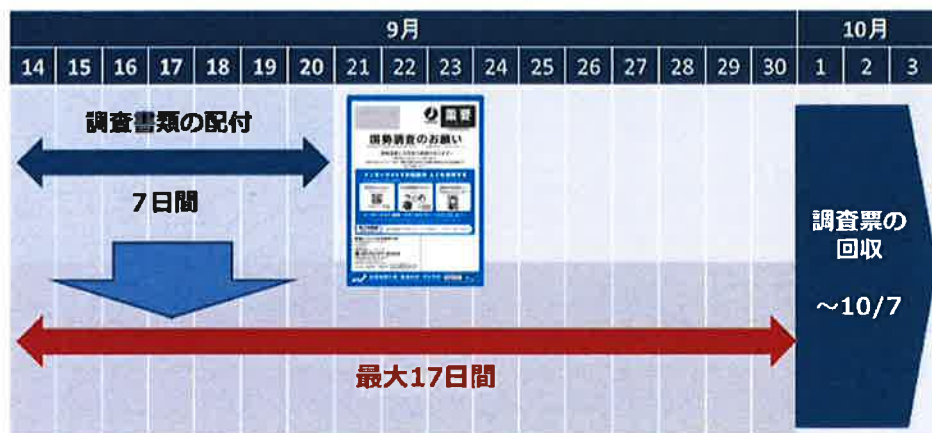 9月 10月
14 15 16 17 18 19 20 21 22 23 24 25 26 27 28 29 30 1 2 3
調査書類の配付
7日間
重要
国勢調査のお願い
調査票の
回収
～10/7
最大17日間